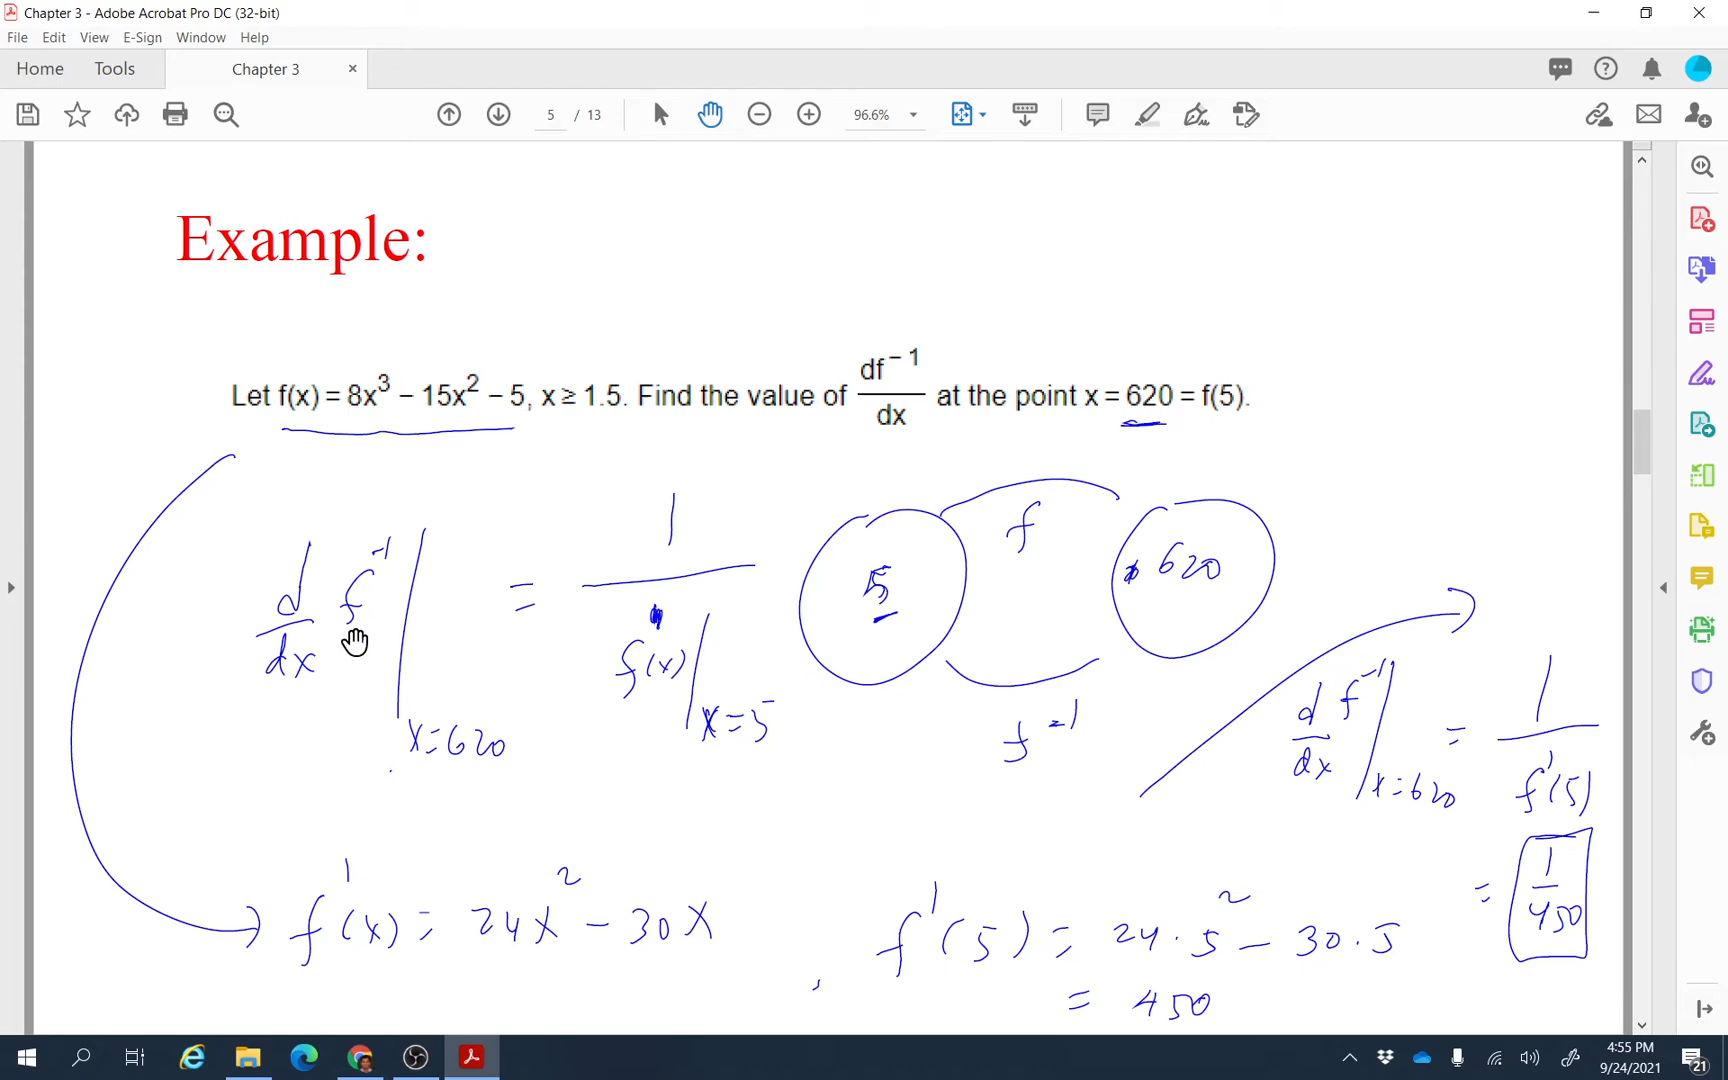 Chapter 3 - Adobe Acrobat Pro DC (32-bit)
File Edit View E-Sign Window Help
Home Tools Chapter 3
5 / 13 96.6%
Example:
Let f(x) = 8x³ − 15x² − 5, x ≥ 1.5. Find the value of df⁻¹/dx at the point x = 620 = f(5).
d/dx f⁻¹ | x=620 = 1 / f'(x) | x=5
5 f 620
f⁻¹
d/dx f⁻¹ | x=620 = 1 / f'(5)
= 1/450
f'(x) = 24x² − 30x , f'(5) = 24·5² − 30·5
= 450
4:55 PM
9/24/2021
21